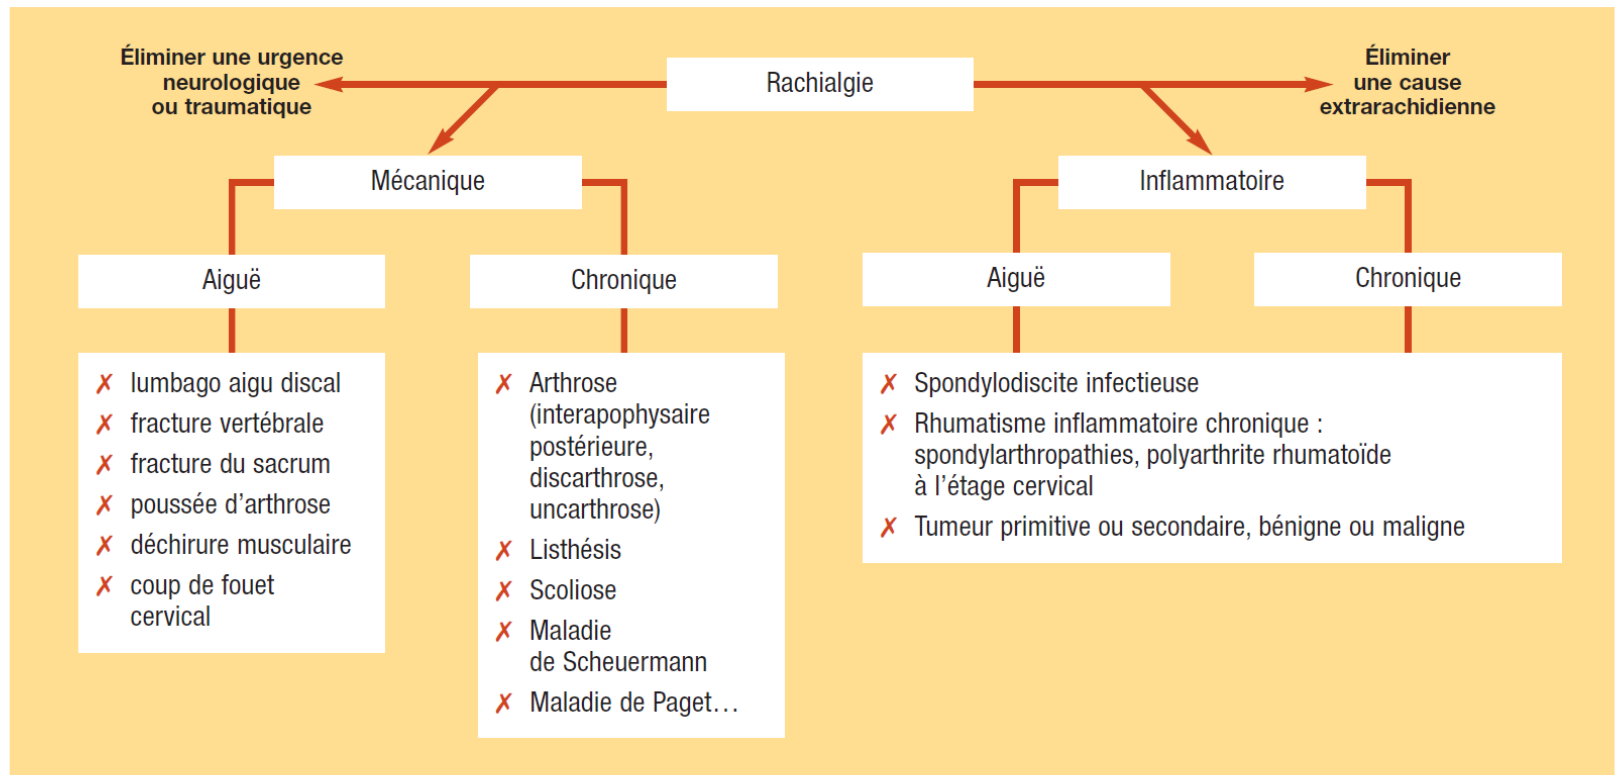 Éliminer une urgence
neurologique
ou traumatique
Rachialgie
Éliminer
une cause
extrarachidienne
Mécanique
Inflammatoire
Aiguë
Chronique
Aiguë
Chronique
✗ lumbago aigu discal
✗ fracture vertébrale
✗ fracture du sacrum
✗ poussée d’arthrose
✗ déchirure musculaire
✗ coup de fouet
cervical
✗ Arthrose
(interapophysaire
postérieure,
discarthrose,
uncarthrose)
✗ Listhésis
✗ Scoliose
✗ Maladie
de Scheuermann
✗ Maladie de Paget…
✗ Spondylodiscite infectieuse
✗ Rhumatisme inflammatoire chronique :
spondylarthropathies, polyarthrite rhumatoïde
à l’étage cervical
✗ Tumeur primitive ou secondaire, bénigne ou maligne